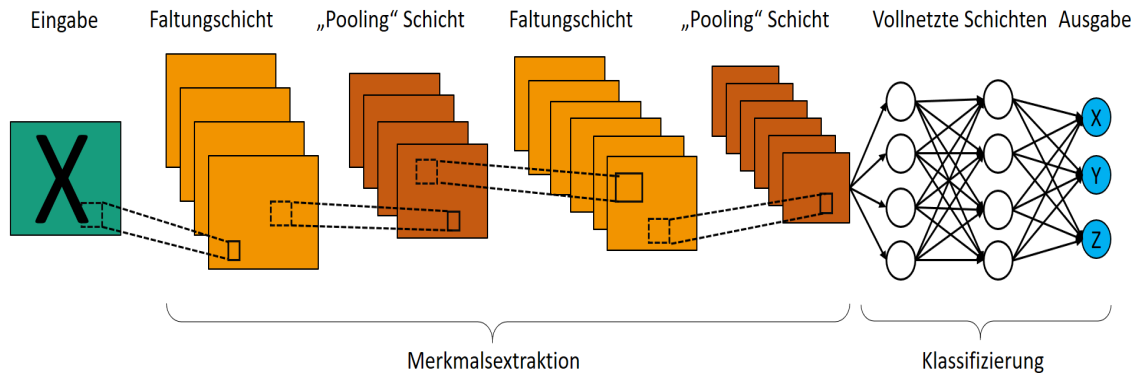 Eingabe Faltungschicht „Pooling“ Schicht Faltungschicht „Pooling“ Schicht Vollnetzte Schichten Ausgabe
X
X
Y
Z
Merkmalsextraktion Klassifizierung